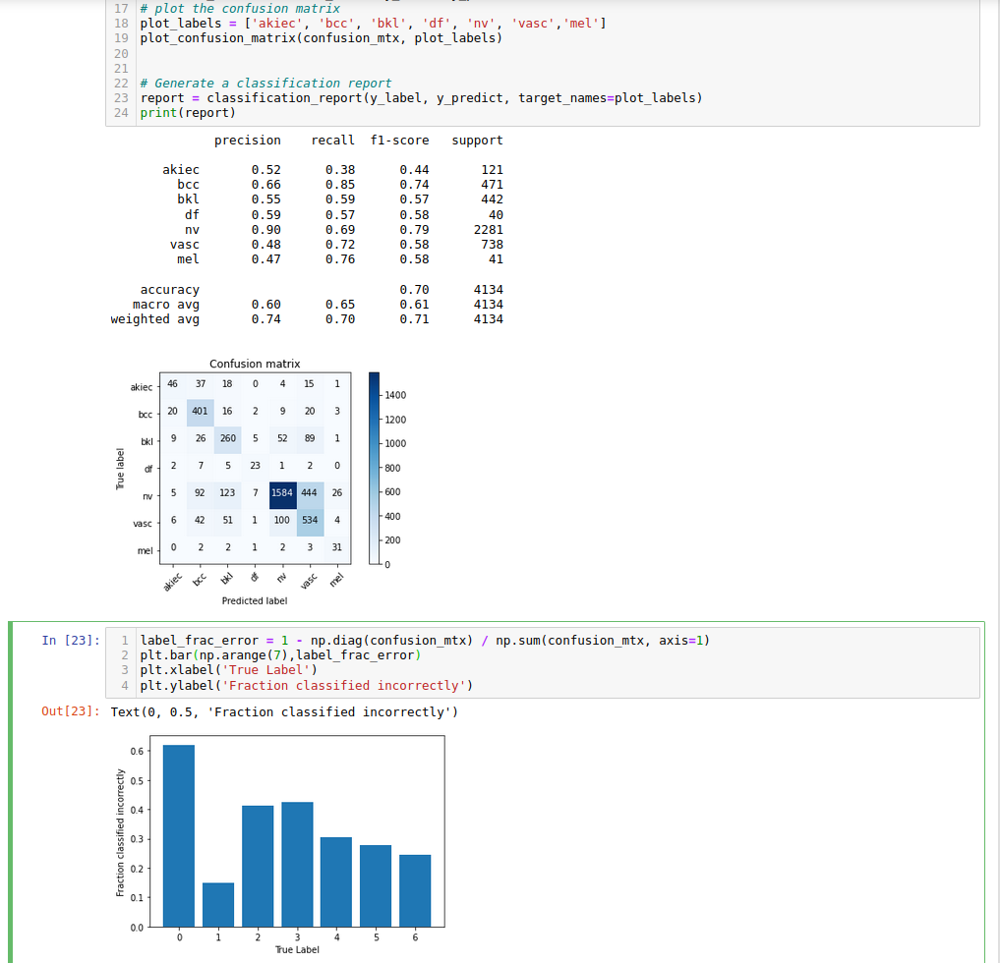 17 # plot the confusion matrix
18 plot_labels = ['akiec', 'bcc', 'bkl', 'df', 'nv', 'vasc','mel']
19 plot_confusion_matrix(confusion_mtx, plot_labels)
20
21
22 # Generate a classification report
23 report = classification_report(y_label, y_predict, target_names=plot_labels)
24 print(report)
precision recall f1-score support
akiec 0.52 0.38 0.44 121
bcc 0.66 0.85 0.74 471
bkl 0.55 0.59 0.57 442
df 0.59 0.57 0.58 40
nv 0.90 0.69 0.79 2281
vasc 0.48 0.72 0.58 738
mel 0.47 0.76 0.58 41
accuracy 0.70 4134
macro avg 0.60 0.65 0.61 4134
weighted avg 0.74 0.70 0.71 4134
Confusion matrix
akiec 46 37 18 0 4 15 1
bcc 20 401 16 2 9 20 3
bkl 9 26 260 5 52 89 1
df 2 7 5 23 1 2 0
nv 5 92 123 7 1584 444 26
vasc 6 42 51 1 100 534 4
mel 0 2 2 1 2 3 31
True label
akiec bcc bkl df nv vasc mel
Predicted label
1400
1200
1000
800
600
400
200
0
In [23]:
1 label_frac_error = 1 - np.diag(confusion_mtx) / np.sum(confusion_mtx, axis=1)
2 plt.bar(np.arange(7),label_frac_error)
3 plt.xlabel('True Label')
4 plt.ylabel('Fraction classified incorrectly')
Out[23]: Text(0, 0.5, 'Fraction classified incorrectly')
Fraction classified incorrectly
0.6
0.5
0.4
0.3
0.2
0.1
0.0
0 1 2 3 4 5 6
True Label